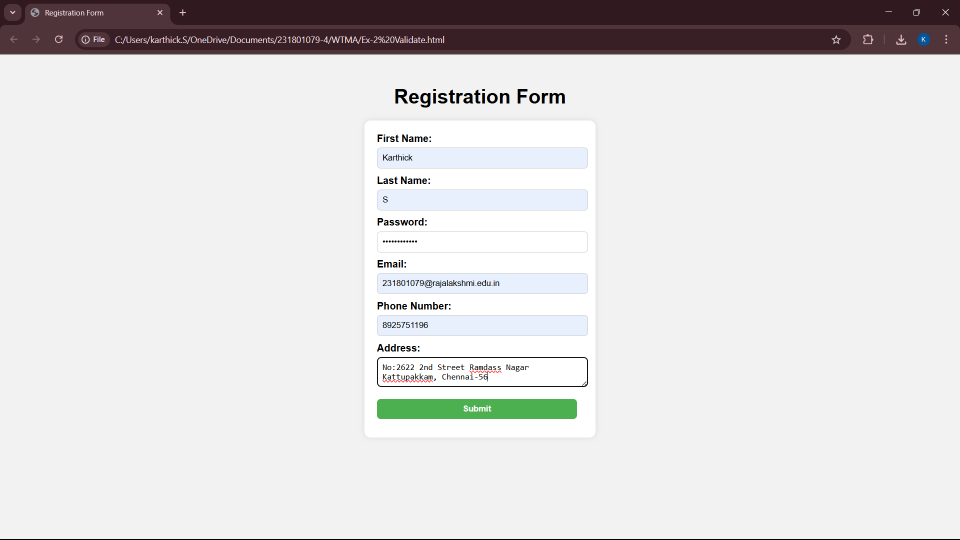 Registration Form
File
C:/Users/karthick.S/OneDrive/Documents/231801079-4/WTMA/Ex-2%20Validate.html
K
Registration Form
First Name:
Karthick
Last Name:
S
Password:
••••••••••••
Email:
231801079@rajalakshmi.edu.in
Phone Number:
8925751196
Address:
No:2622 2nd Street Ramdass Nagar
Kattupakkam, Chennai-56
Submit